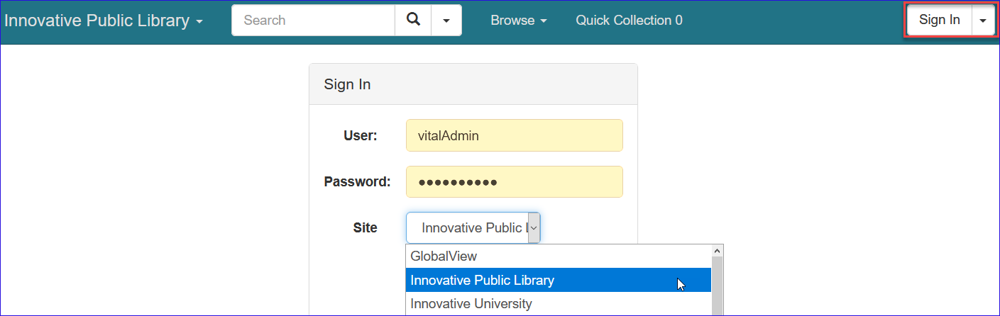 Innovative Public Library
Search
Browse
Quick Collection 0
Sign In
Sign In
User:
vitalAdmin
Password:
●●●●●●●●●●
Site
Innovative Public
GlobalView
Innovative Public Library
Innovative University